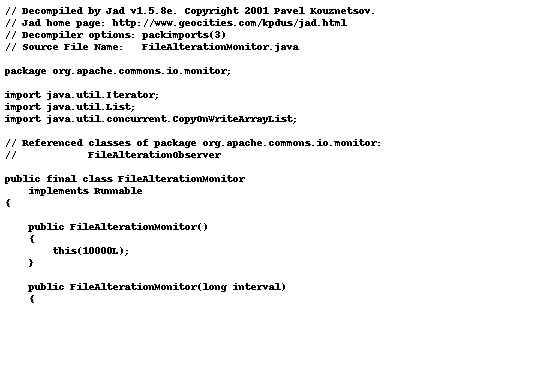 // Decompiled by Jad v1.5.8e. Copyright 2001 Pavel Kouznetsov.
// Jad home page: http://www.geocities.com/kpdus/jad.html
// Decompiler options: packimports(3)
// Source File Name:   FileAlterationMonitor.java

package org.apache.commons.io.monitor;

import java.util.Iterator;
import java.util.List;
import java.util.concurrent.CopyOnWriteArrayList;

// Referenced classes of package org.apache.commons.io.monitor:
//            FileAlterationObserver

public final class FileAlterationMonitor
    implements Runnable
{

    public FileAlterationMonitor()
    {
        this(10000L);
    }

    public FileAlterationMonitor(long interval)
    {